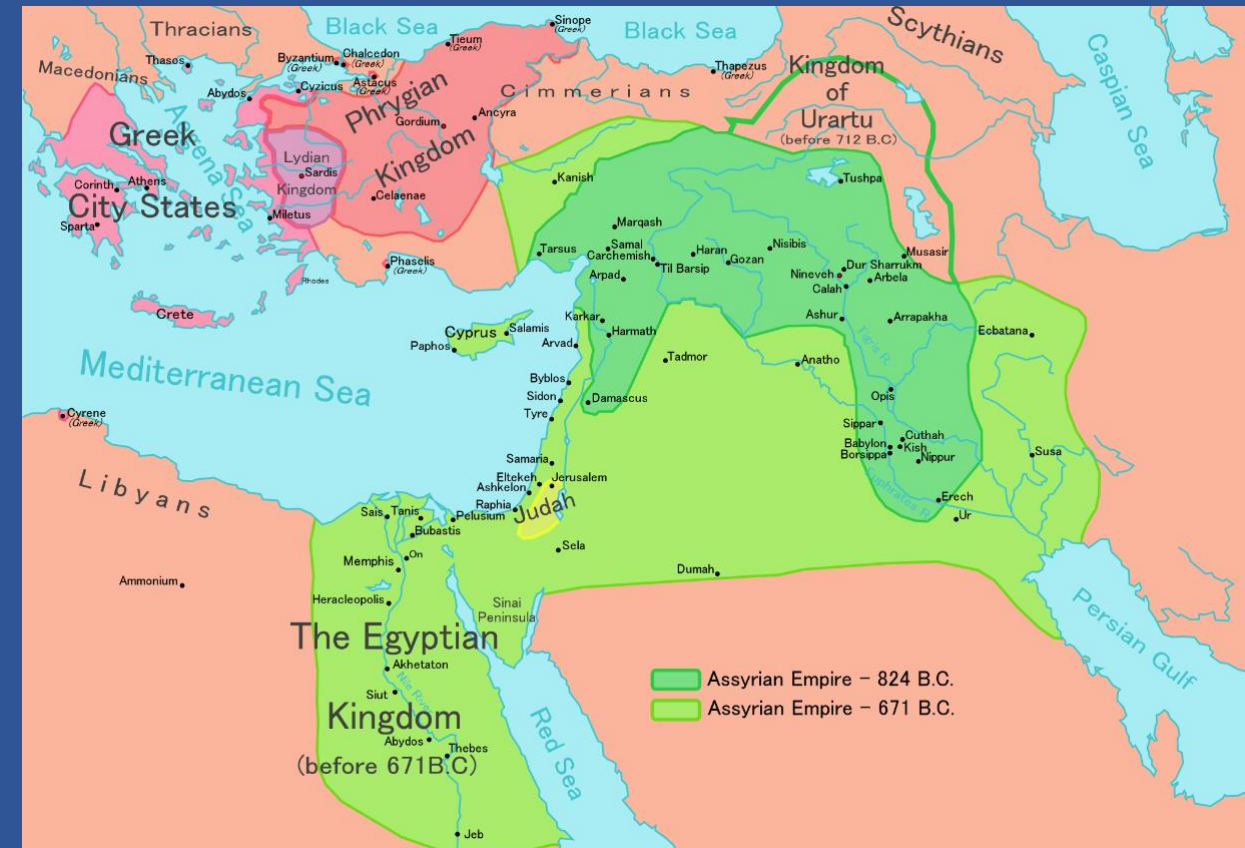 Thracians
Black Sea
Sinope
(Greek)
Black Sea
Scythians
Macedonians
Thasos
Byzantium
(Greek)
Chalcedon
(Greek)
Tieum
(Greek)
Thapezus
(Greek)
Kingdom
of
Urartu
(before 712 B.C)
Caspian Sea
Abydos
Cyzicus
Astacus
(Greek)
Phrygian
Kingdom
Cimmerians
Greek
City States
Gordium
Ancyra
Lydian
Kingdom
Sardis
Celaenae
Kanish
Tushpa
Corinth
Athens
Sparta
Miletus
Marqash
Samal
Carchemish
Til Barsip
Haran
Gozan
Nisibis
Musasir
Dur Sharrukm
Nineveh
Arbela
Calah
Tarsus
Arpad
Phaselis
(Greek)
Rhodes
Crete
Cyprus
Salamis
Paphos
Karkar
Harmath
Arvad
Ashur
Arrapakha
Ecbatana
Tigris R.
Mediterranean Sea
Tadmor
Anatho
Byblos
Sidon
Damascus
Tyre
Opis
Cyrene
(Greek)
Sippar
Cuthah
Babylon
Kish
Borsippa
Nippur
Susa
Samaria
Eltekeh
Jerusalem
Ashkelon
Raphia
Judah
Libyans
Erech
Euphrates R.
Ur
Sais
Tanis
Pelusium
Bubastis
Sela
On
Memphis
Dumah
Ammonium
Heracleopolis
Sinai
Peninsula
Persian Gulf
The Egyptian
Kingdom
(before 671B.C)
Akhetaton
Nile River
Siut
Abydos
Thebes
Red Sea
Jeb
Assyrian Empire - 824 B.C.
Assyrian Empire - 671 B.C.